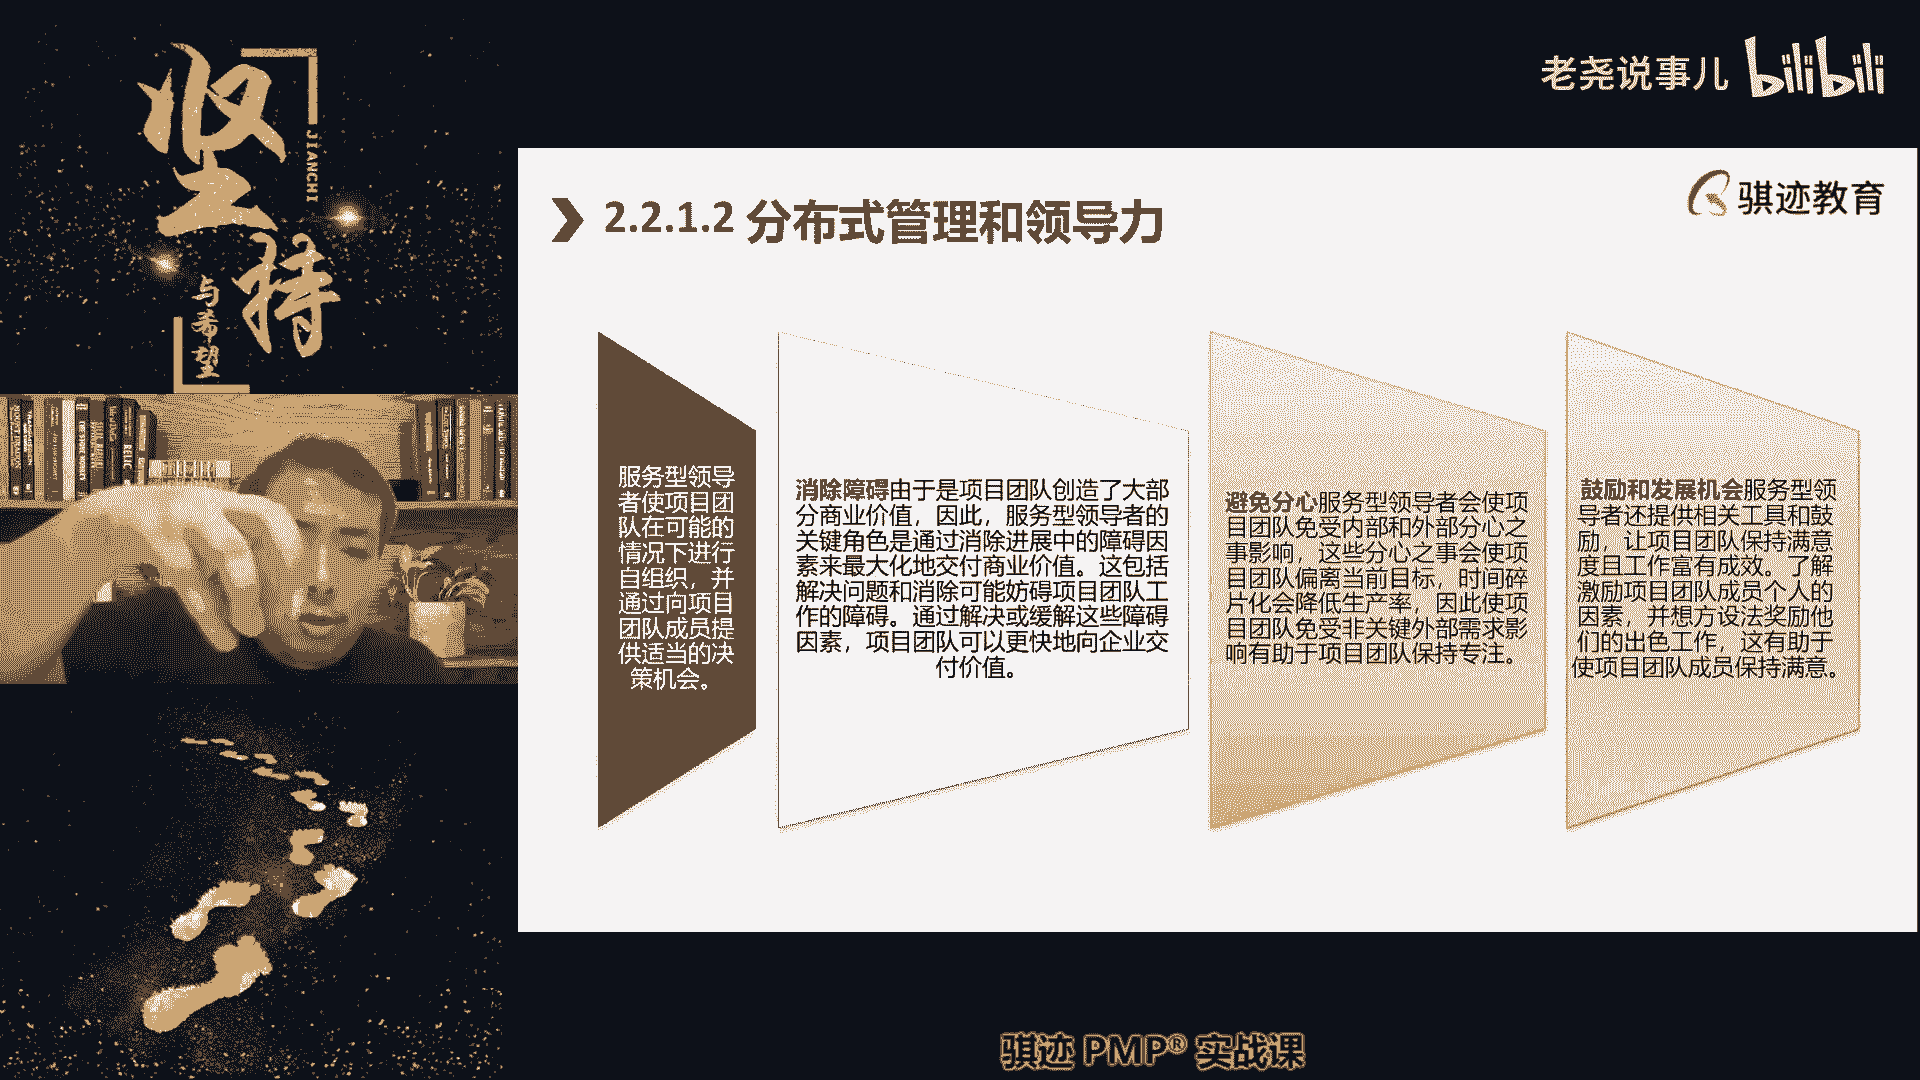 坚持
JIANCHI
与希望
老尧说事儿 bilibili
骐迹教育
2.2.1.2 分布式管理和领导力
服务型领导
者使项目团
队在可能的
情况下进行
自组织，并
通过向项目
团队成员提
供适当的决
策机会。
消除障碍由于是项目团队创造了大部
分商业价值，因此，服务型领导者的
关键角色是通过消除进展中的障碍因
素来最大化地交付商业价值。这包括
解决问题和消除可能妨碍项目团队工
作的障碍。通过解决或缓解这些障碍
因素，项目团队可以更快地向企业交
付价值。
避免分心服务型领导者会使项
目团队免受内部和外部分心之
事影响，这些分心之事会使项
目团队偏离当前目标，时间碎
片化会降低生产率，因此使项
目团队免受非关键外部需求影
响有助于项目团队保持专注。
鼓励和发展机会服务型领
导者还提供相关工具和鼓
励，让项目团队保持满意
度且工作富有成效。了解
激励项目团队成员个人的
因素，并想方设法奖励他
们的出色工作，这有助于
使项目团队成员保持满意。
骐迹 PMP® 实战课